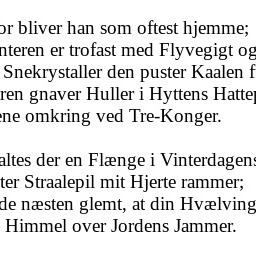 or bliver han som oftest hjemme;
nteren er trofast med Flyvegigt og
Snekrystaller den puster Kaalen f
ren gnaver Huller i Hyttens Hatte
ene omkring ved Tre-Konger.

altes der en Flænge i Vinterdagens
ter Straalepil mit Hjerte rammer;
de næsten glemt, at din Hvælving
Himmel over Jordens Jammer.